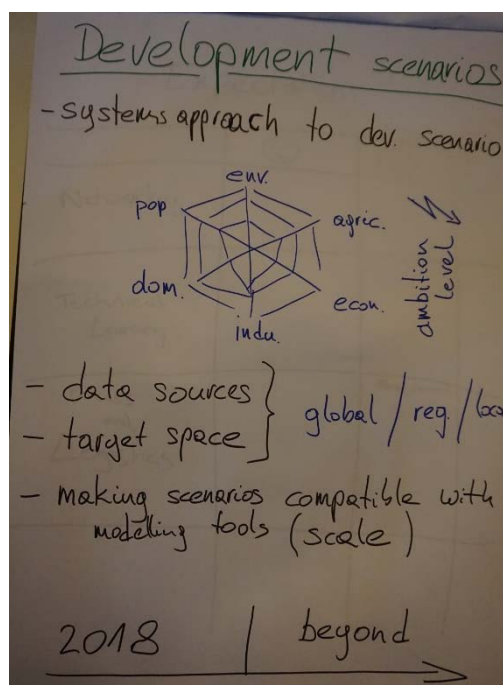 Development scenarios
- systems approach to dev. scenario
env.
pop
agric.
dom.
econ.
indu.
ambition
level
- data sources
- target space
global / reg. / loca
- making scenarios compatible with
modelling tools (scale)
2018 | beyond